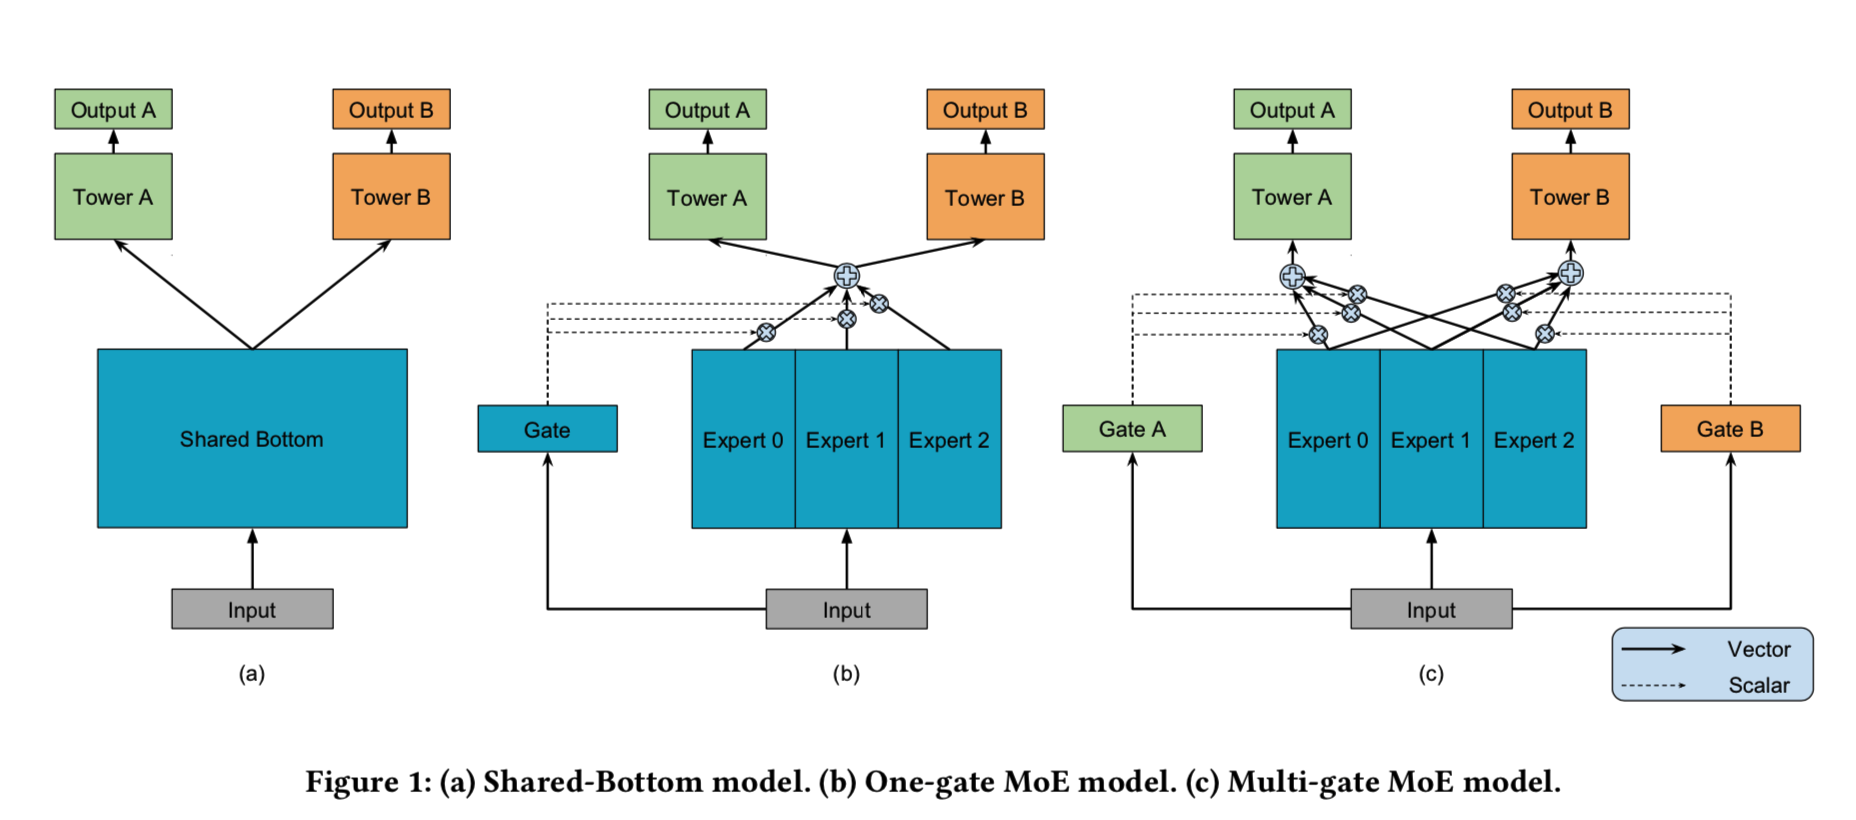 Output A
Output B
Tower A
Tower B
Shared Bottom
Input
(a)
Output A
Output B
Tower A
Tower B
Gate
Expert 0
Expert 1
Expert 2
Input
(b)
Output A
Output B
Tower A
Tower B
Gate A
Expert 0
Expert 1
Expert 2
Gate B
Input
(c)
Vector
Scalar
Figure 1: (a) Shared-Bottom model. (b) One-gate MoE model. (c) Multi-gate MoE model.